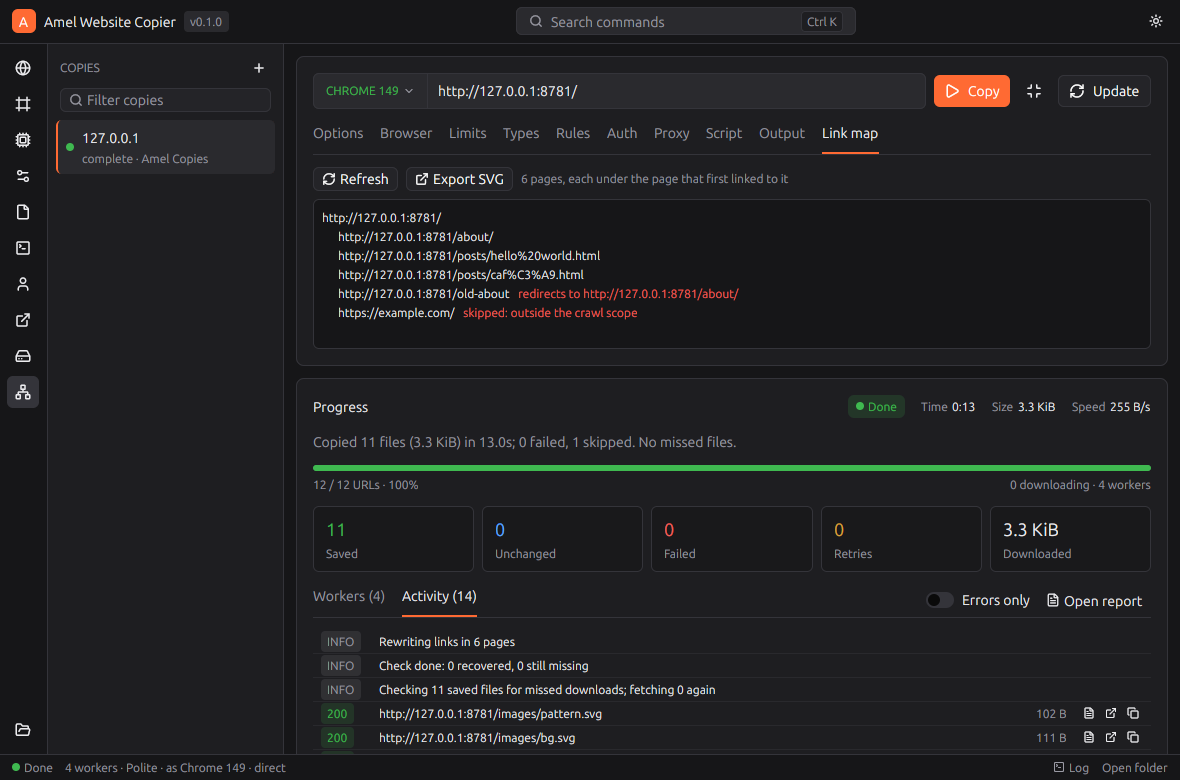 A Amel Website Copier v0.1.0 Search commands Ctrl K
COPIES +
Filter copies
127.0.0.1
complete · Amel Copies
CHROME 149 http://127.0.0.1:8781/ Copy Update
Options Browser Limits Types Rules Auth Proxy Script Output Link map
Refresh Export SVG 6 pages, each under the page that first linked to it
http://127.0.0.1:8781/
http://127.0.0.1:8781/about/
http://127.0.0.1:8781/posts/hello%20world.html
http://127.0.0.1:8781/posts/caf%C3%A9.html
http://127.0.0.1:8781/old-about redirects to http://127.0.0.1:8781/about/
https://example.com/ skipped: outside the crawl scope
Progress Done Time 0:13 Size 3.3 KiB Speed 255 B/s
Copied 11 files (3.3 KiB) in 13.0s; 0 failed, 1 skipped. No missed files.
12 / 12 URLs · 100% 0 downloading · 4 workers
11 0 0 0 3.3 KiB
Saved Unchanged Failed Retries Downloaded
Workers (4) Activity (14) Errors only Open report
INFO Rewriting links in 6 pages
INFO Check done: 0 recovered, 0 still missing
INFO Checking 11 saved files for missed downloads; fetching 0 again
200 http://127.0.0.1:8781/images/pattern.svg 102 B
200 http://127.0.0.1:8781/images/bg.svg 111 B
Done 4 workers · Polite · as Chrome 149 · direct Log Open folder